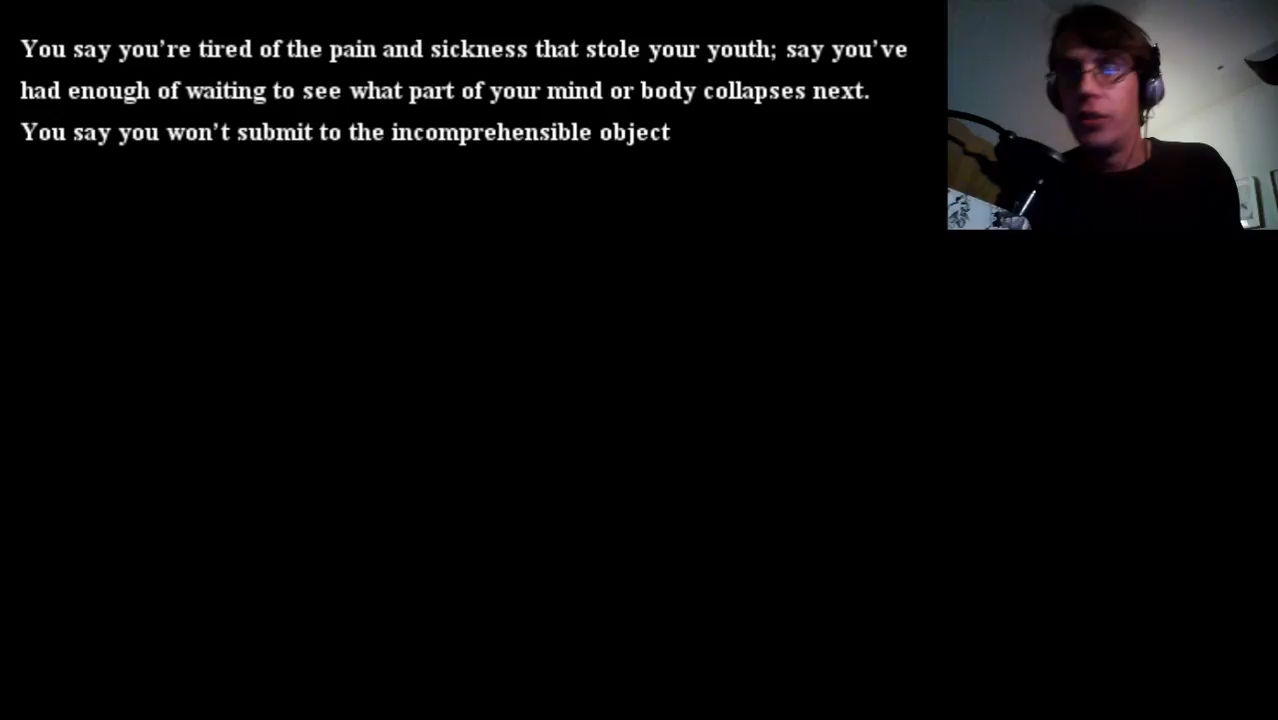 You say you’re tired of the pain and sickness that stole your youth; say you’ve
had enough of waiting to see what part of your mind or body collapses next.
You say you won’t submit to the incomprehensible object